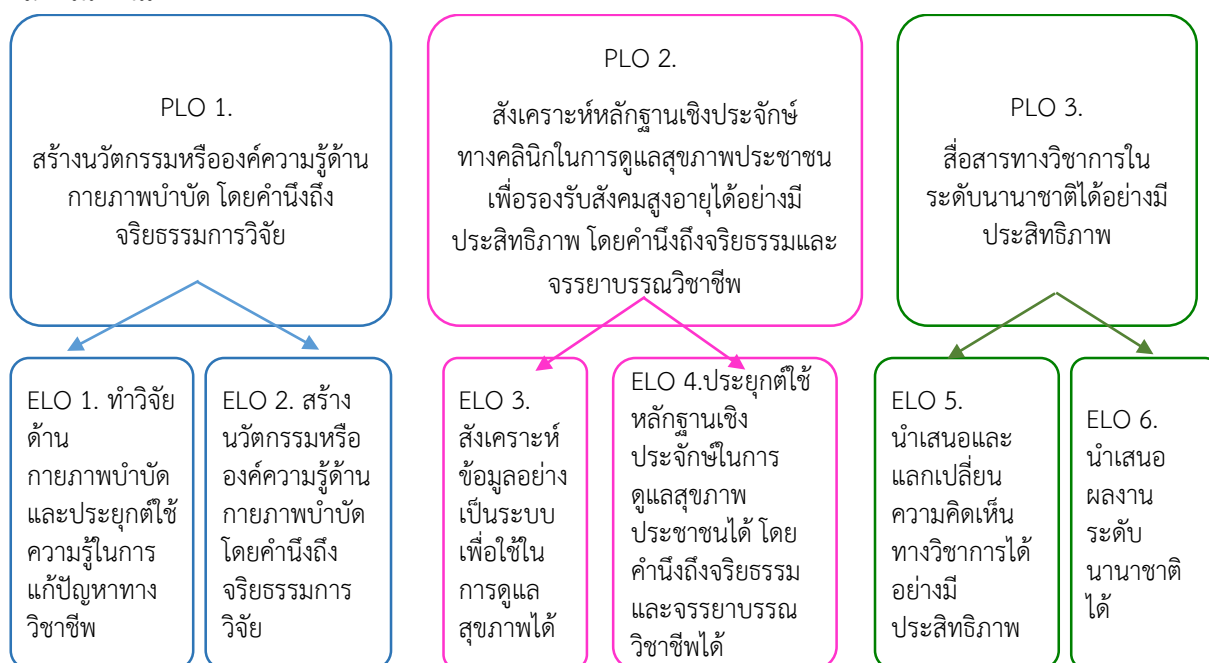 PLO 1.
สร้างนวัตกรรมหรือองค์ความรู้ด้าน
กายภาพบำบัด โดยคำนึงถึง
จริยธรรมการวิจัย
PLO 2.
สังเคราะห์หลักฐานเชิงประจักษ์
ทางคลินิกในการดูแลสุขภาพประชาชน
เพื่อรองรับสังคมสูงอายุได้อย่างมี
ประสิทธิภาพ โดยคำนึงถึงจริยธรรมและ
จรรยาบรรณวิชาชีพ
PLO 3.
สื่อสารทางวิชาการใน
ระดับนานาชาติได้อย่างมี
ประสิทธิภาพ
ELO 1. ทำวิจัย
ด้าน
กายภาพบำบัด
และประยุกต์ใช้
ความรู้ในการ
แก้ปัญหาทาง
วิชาชีพ
ELO 2. สร้าง
นวัตกรรมหรือ
องค์ความรู้ด้าน
กายภาพบำบัด
โดยคำนึงถึง
จริยธรรมการ
วิจัย
ELO 3.
สังเคราะห์
ข้อมูลอย่าง
เป็นระบบ
เพื่อใช้ใน
การดูแล
สุขภาพได้
ELO 4.ประยุกต์ใช้
หลักฐานเชิง
ประจักษ์ในการ
ดูแลสุขภาพ
ประชาชนได้ โดย
คำนึงถึงจริยธรรม
และจรรยาบรรณ
วิชาชีพได้
ELO 5.
นำเสนอและ
แลกเปลี่ยน
ความคิดเห็น
ทางวิชาการได้
อย่างมี
ประสิทธิภาพ
ELO 6.
นำเสนอ
ผลงาน
ระดับ
นานาชาติ
ได้